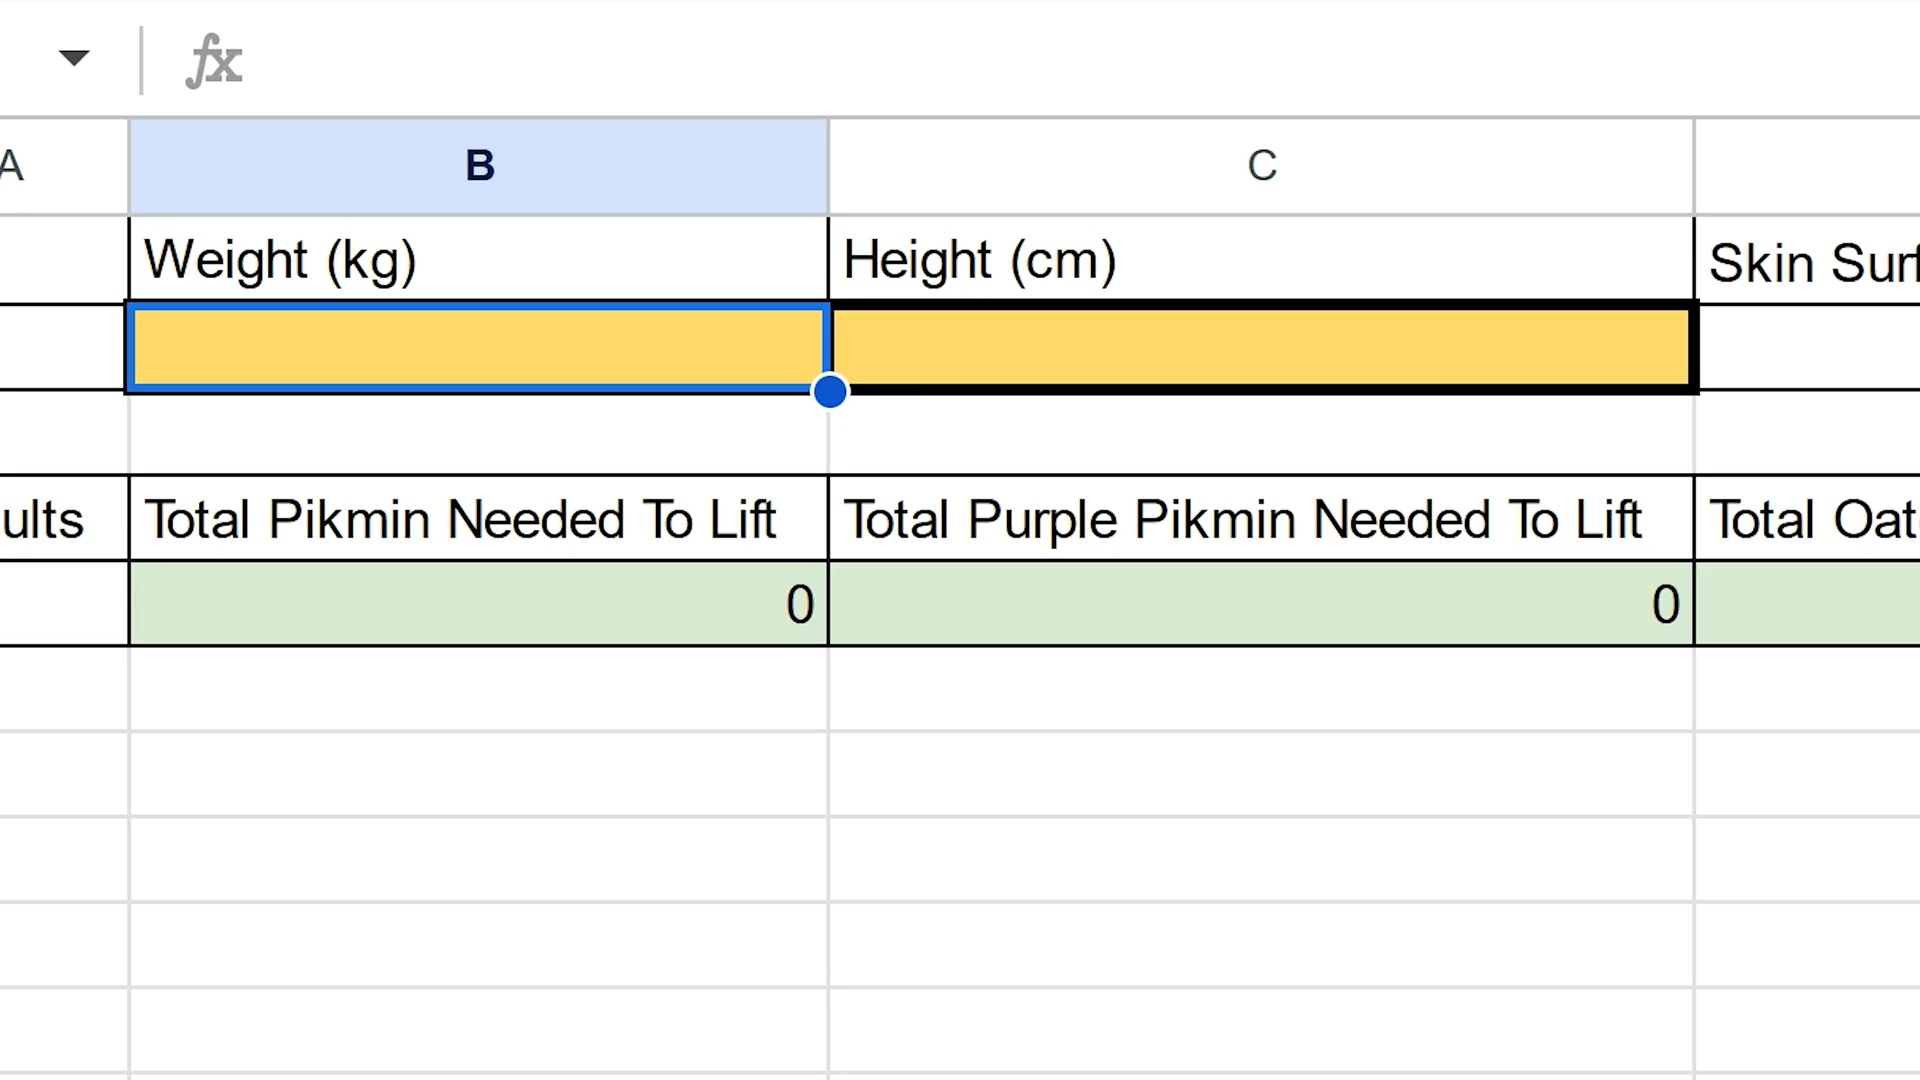 fx
A B C
Weight (kg) Height (cm) Skin Surf
ults Total Pikmin Needed To Lift Total Purple Pikmin Needed To Lift Total Oat
0 0